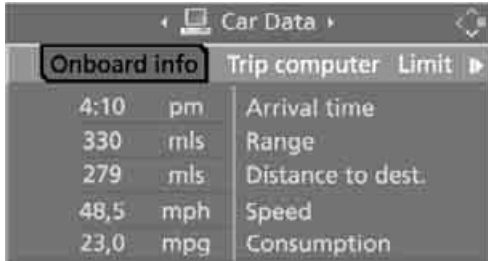 Car Data
Onboard info Trip computer Limit
4:10 pm Arrival time
330 mls Range
279 mls Distance to dest.
48,5 mph Speed
23,0 mpg Consumption